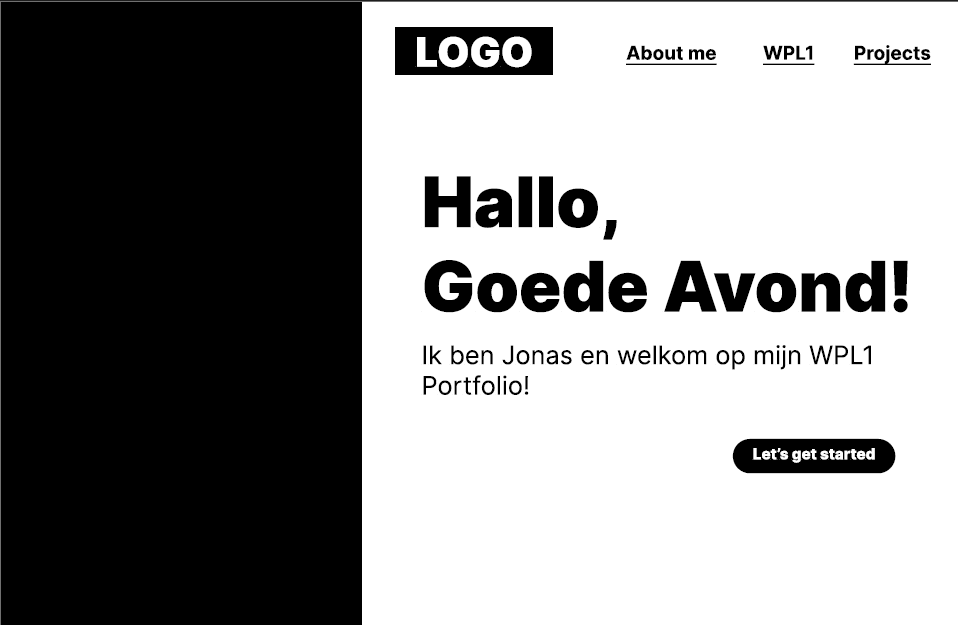 LOGO
About me WPL1 Projects
Hallo,
Goede Avond!
Ik ben Jonas en welkom op mijn WPL1
Portfolio!
Let’s get started